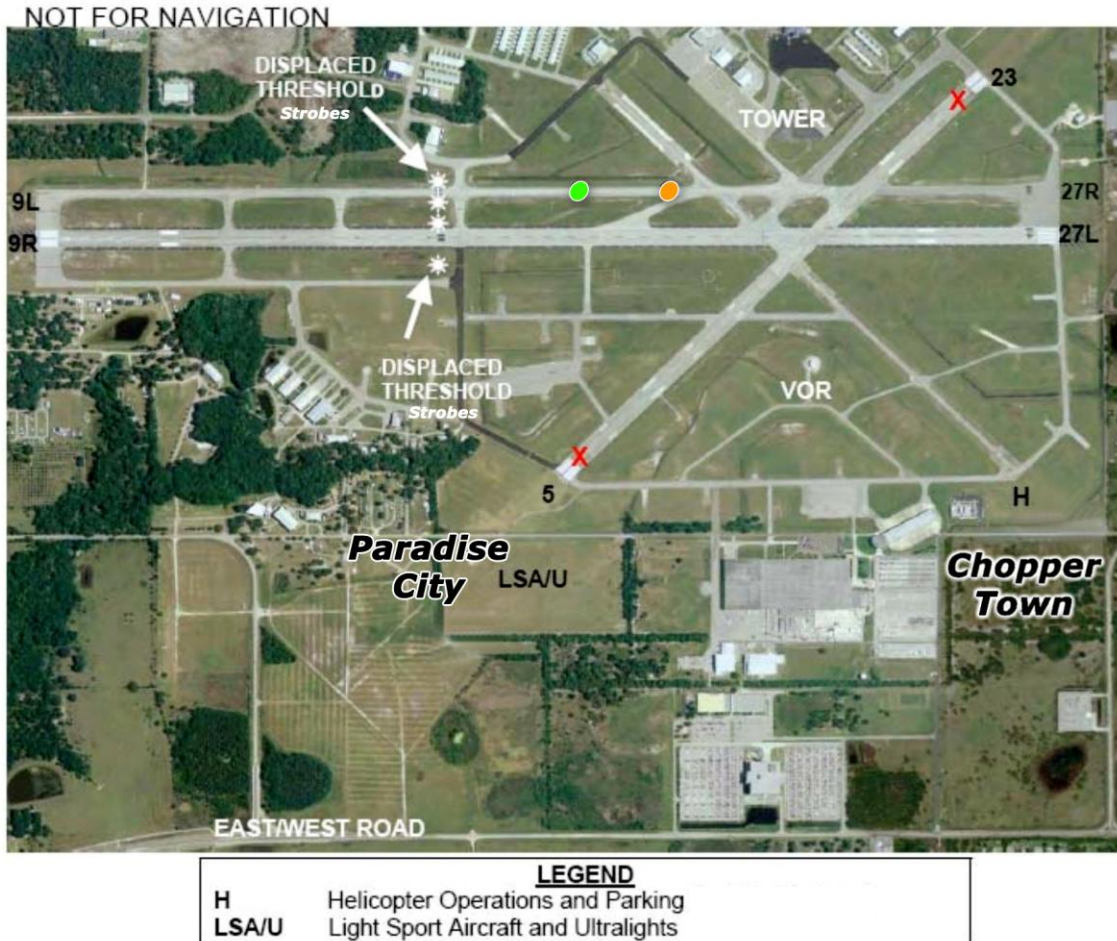 NOT FOR NAVIGATION
DISPLACED
THRESHOLD
Strobes
23
X
TOWER
9L
27R
9R
27L
DISPLACED
THRESHOLD
Strobes
VOR
X
5
H
Paradise
City
LSA/U
Chopper
Town
EAST/WEST ROAD
LEGEND
H Helicopter Operations and Parking
LSA/U Light Sport Aircraft and Ultralights